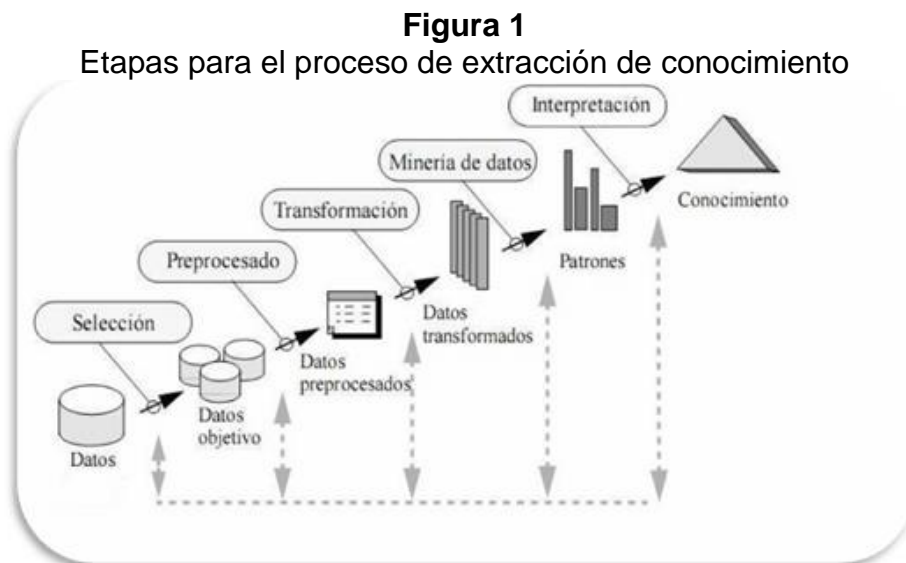 Figura 1
Etapas para el proceso de extracción de conocimiento
Interpretación
Minería de datos
Conocimiento
Transformación
Patrones
Preprocesado
Datos
transformados
Selección
Datos
preprocesados
Datos
objetivo
Datos